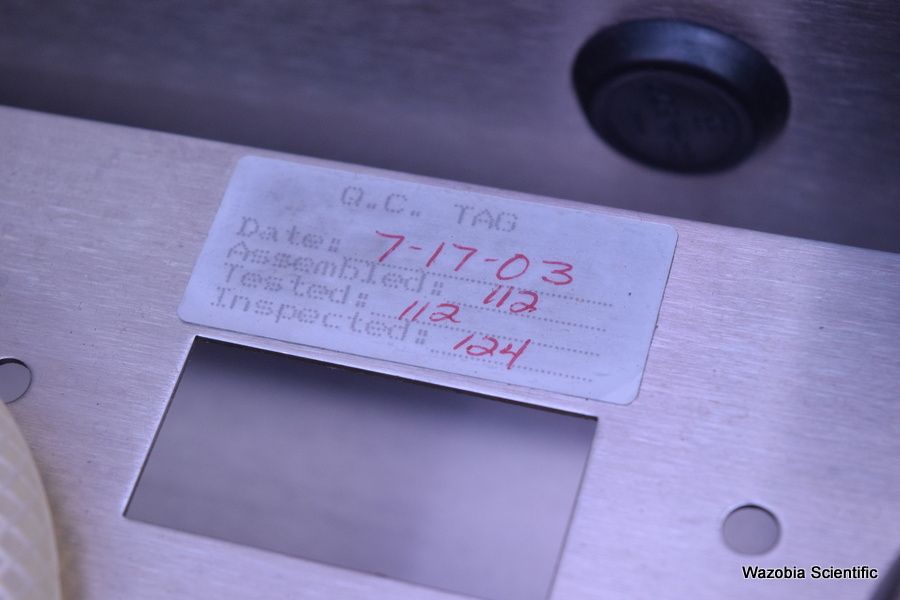 Q.C. TAG
Date: 7-17-03
Assembled: 112
Tested: 112
Inspected: 124
Wazobia Scientific